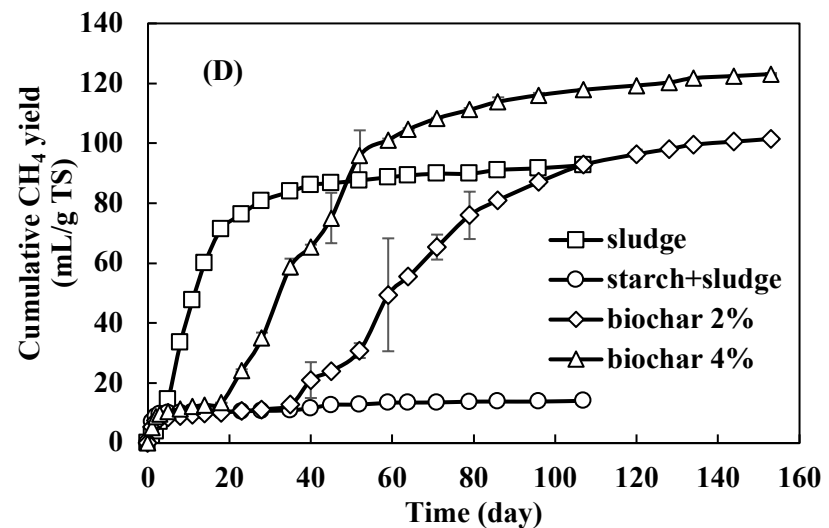 140
120
100
80
60
40
20
0
Cumulative CH₄ yield
(mL/g TS)
(D)
sludge
starch+sludge
biochar 2%
biochar 4%
0 20 40 60 80 100 120 140 160
Time (day)